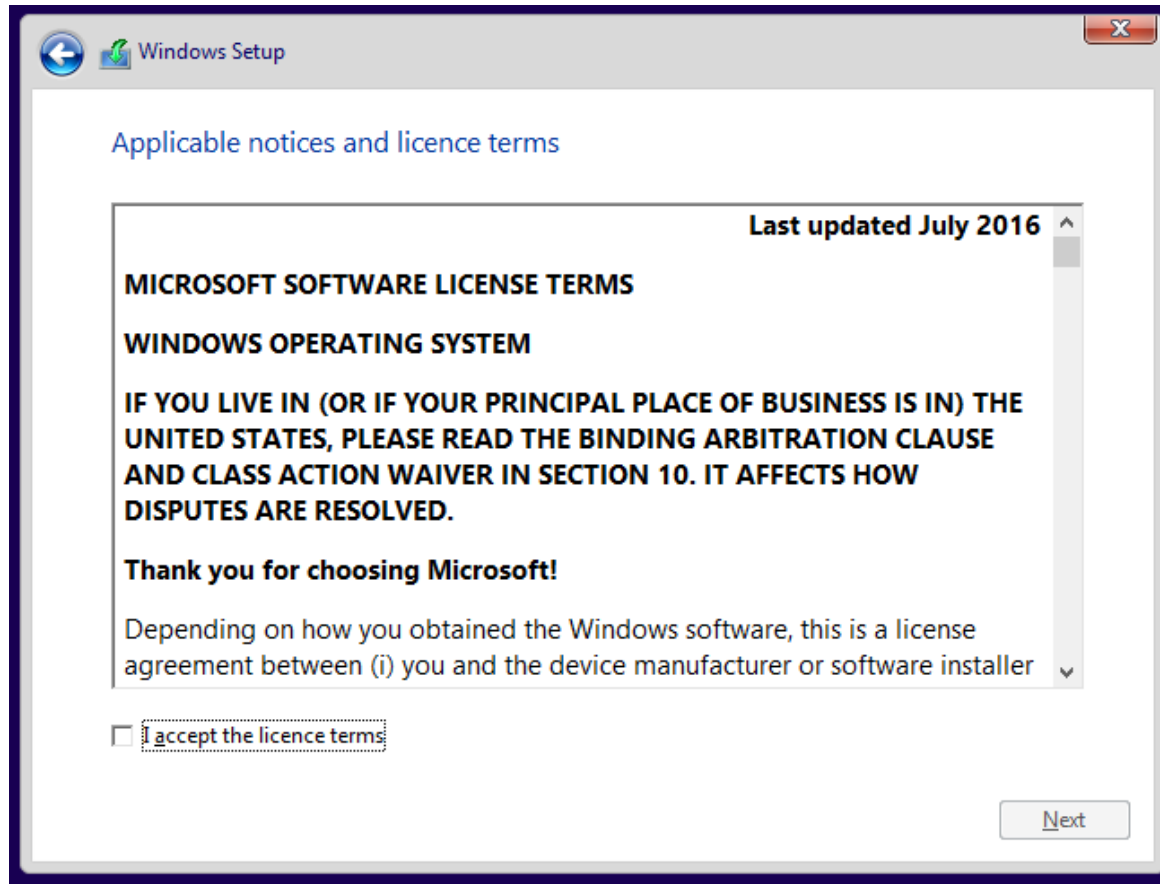 Windows Setup
Applicable notices and licence terms
Last updated July 2016
MICROSOFT SOFTWARE LICENSE TERMS
WINDOWS OPERATING SYSTEM
IF YOU LIVE IN (OR IF YOUR PRINCIPAL PLACE OF BUSINESS IS IN) THE
UNITED STATES, PLEASE READ THE BINDING ARBITRATION CLAUSE
AND CLASS ACTION WAIVER IN SECTION 10. IT AFFECTS HOW
DISPUTES ARE RESOLVED.
Thank you for choosing Microsoft!
Depending on how you obtained the Windows software, this is a license
agreement between (i) you and the device manufacturer or software installer
I accept the licence terms
Next